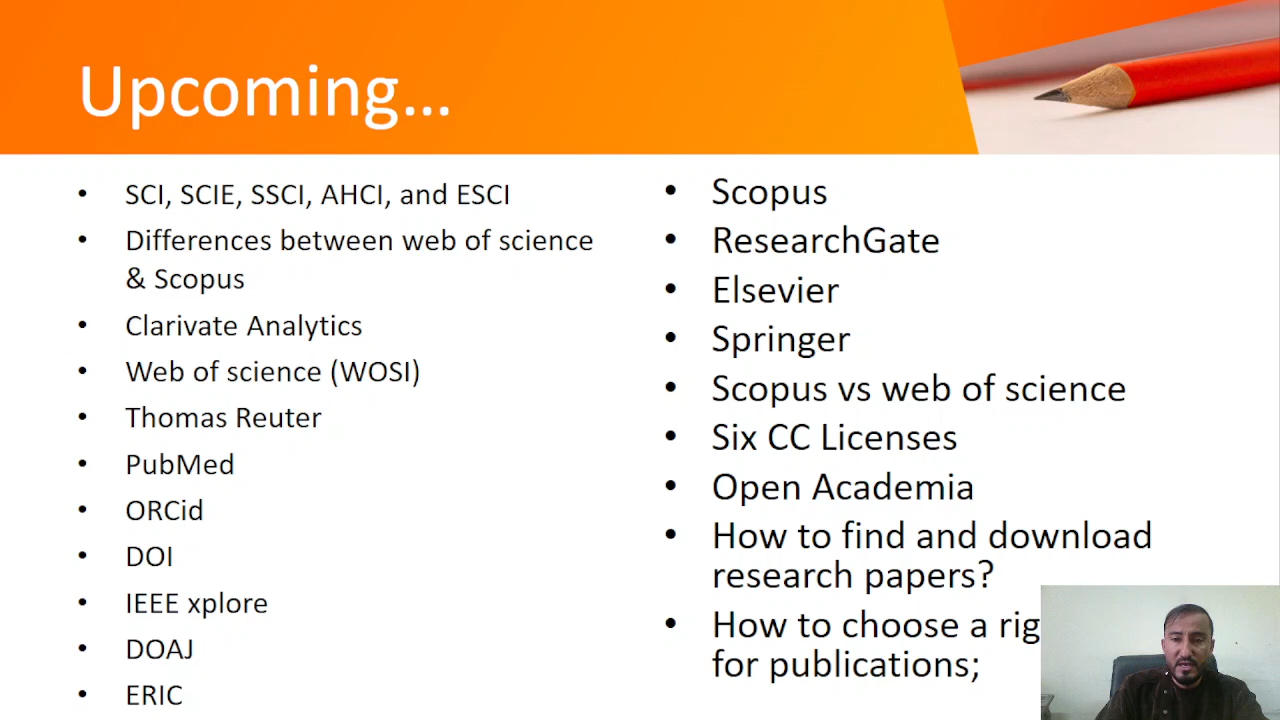 Upcoming...
• SCI, SCIE, SSCI, AHCI, and ESCI
• Differences between web of science
& Scopus
• Clarivate Analytics
• Web of science (WOSI)
• Thomas Reuter
• PubMed
• ORCid
• DOI
• IEEE xplore
• DOAJ
• ERIC
• Scopus
• ResearchGate
• Elsevier
• Springer
• Scopus vs web of science
• Six CC Licenses
• Open Academia
• How to find and download
research papers?
• How to choose a
for publications;